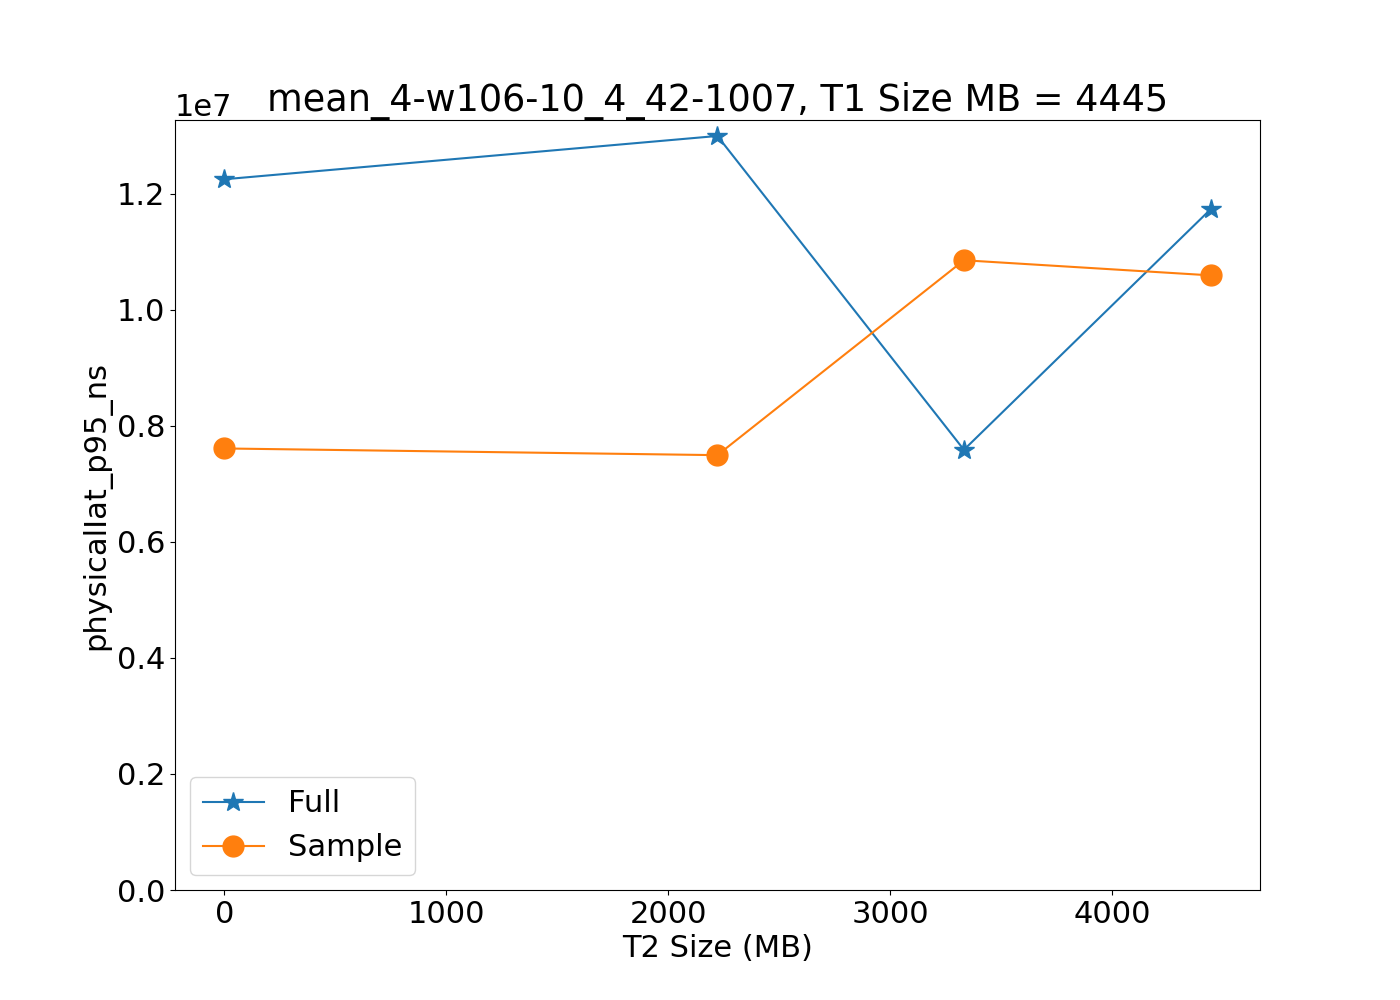 mean_4-w106-10_4_42-1007, T1 Size MB = 4445
1e7
1.2
1.0
0.8
0.6
0.4
0.2
0.0
physicallat_p95_ns
Full
Sample
0 1000 2000 3000 4000
T2 Size (MB)